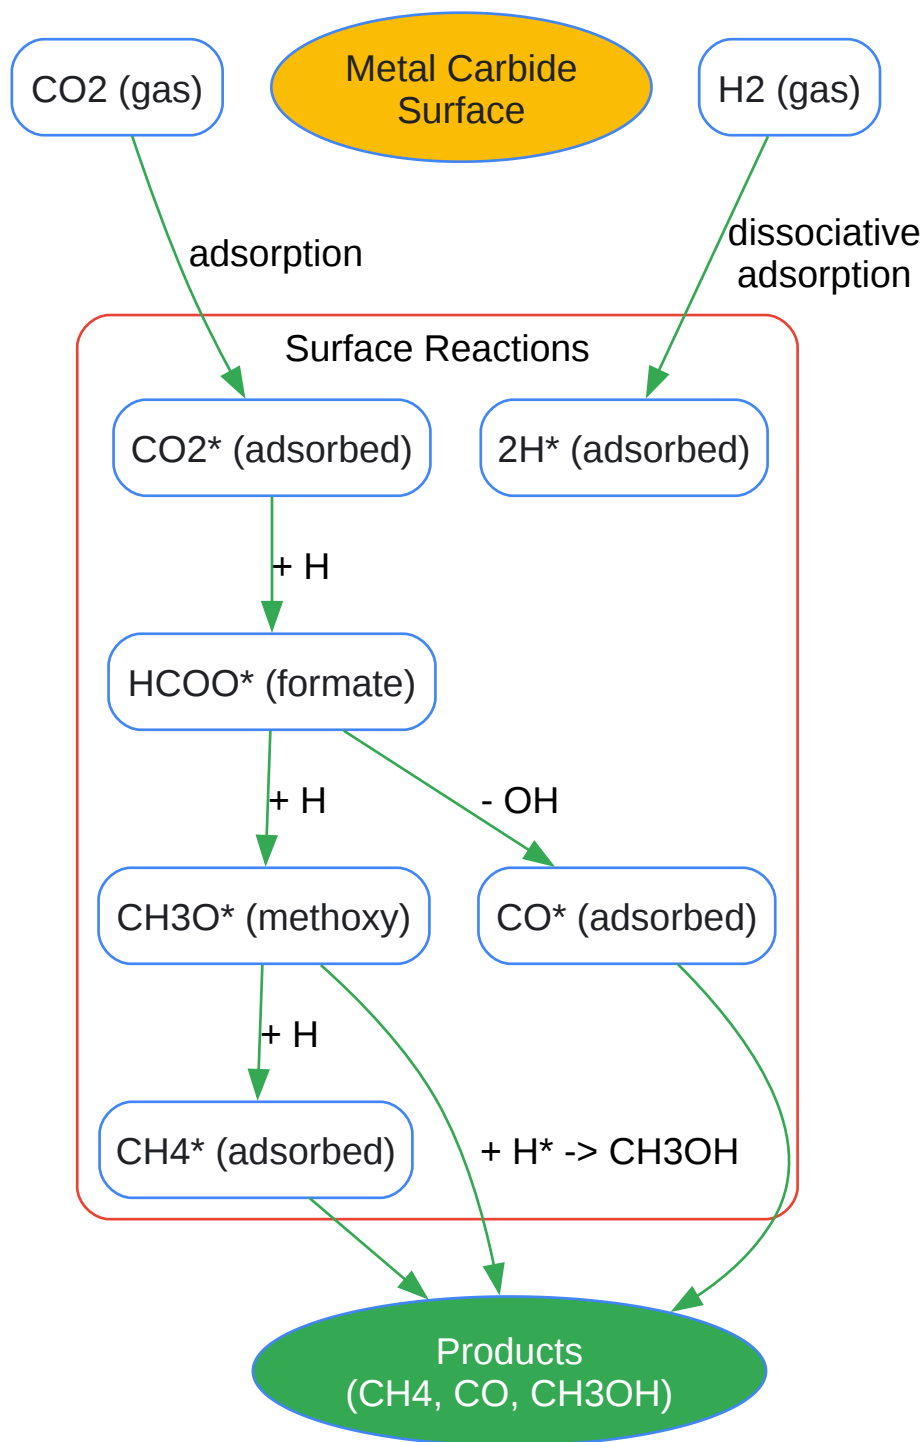 CO2 (gas)
Metal Carbide
Surface
H2 (gas)
adsorption
dissociative
adsorption
Surface Reactions
CO2* (adsorbed)
2H* (adsorbed)
+ H
HCOO* (formate)
+ H
- OH
CH3O* (methoxy)
CO* (adsorbed)
+ H
CH4* (adsorbed)
+ H* -> CH3OH
Products
(CH4, CO, CH3OH)